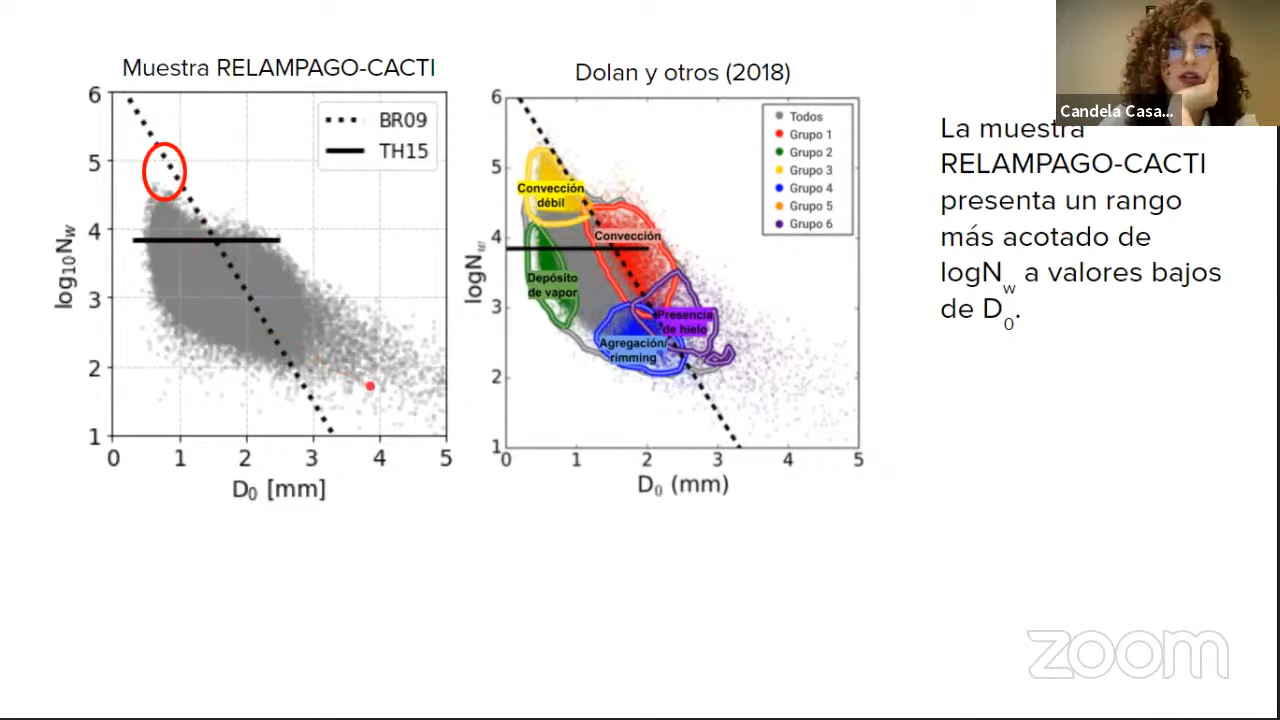 Muestra RELAMPAGO-CACTI
6
5
4
3
2
1
0
1
2
3
4
5
log₁₀N_W
D₀ [mm]
BR09
TH15
Dolan y otros (2018)
6
5
4
3
2
1
0
1
2
3
4
5
logN_w
D₀ (mm)
Todos
Grupo 1
Grupo 2
Grupo 3
Grupo 4
Grupo 5
Grupo 6
Convección
débil
Convección
Depósito
de vapor
Presencia
de hielo
Agregación/
rimming
Candela Casa...
La muestra
RELAMPAGO-CACTI
presenta un rango
más acotado de
logN_w a valores bajos
de D₀.
zoom